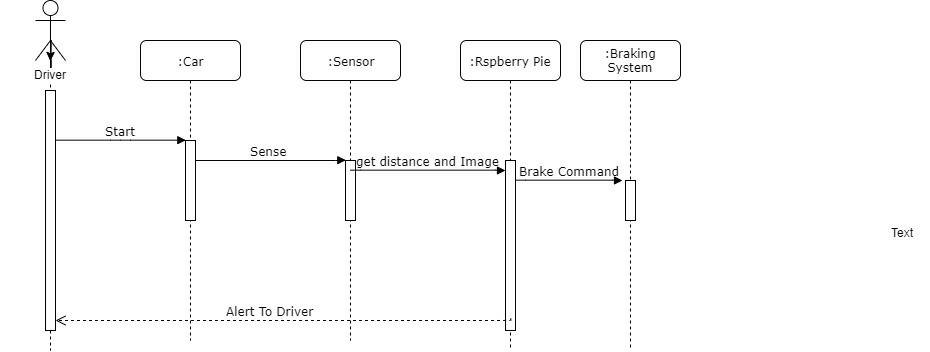 Driver
:Car
:Sensor
:Rspberry Pie
:Braking
System
Start
Sense
get distance and Image
Brake Command
Text
Alert To Driver